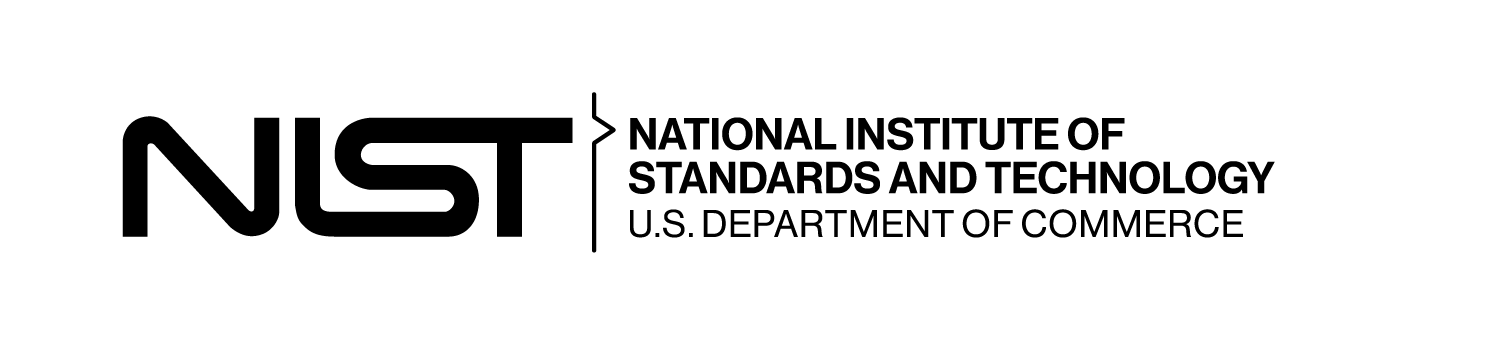 NIST
NATIONAL INSTITUTE OF
STANDARDS AND TECHNOLOGY
U.S. DEPARTMENT OF COMMERCE